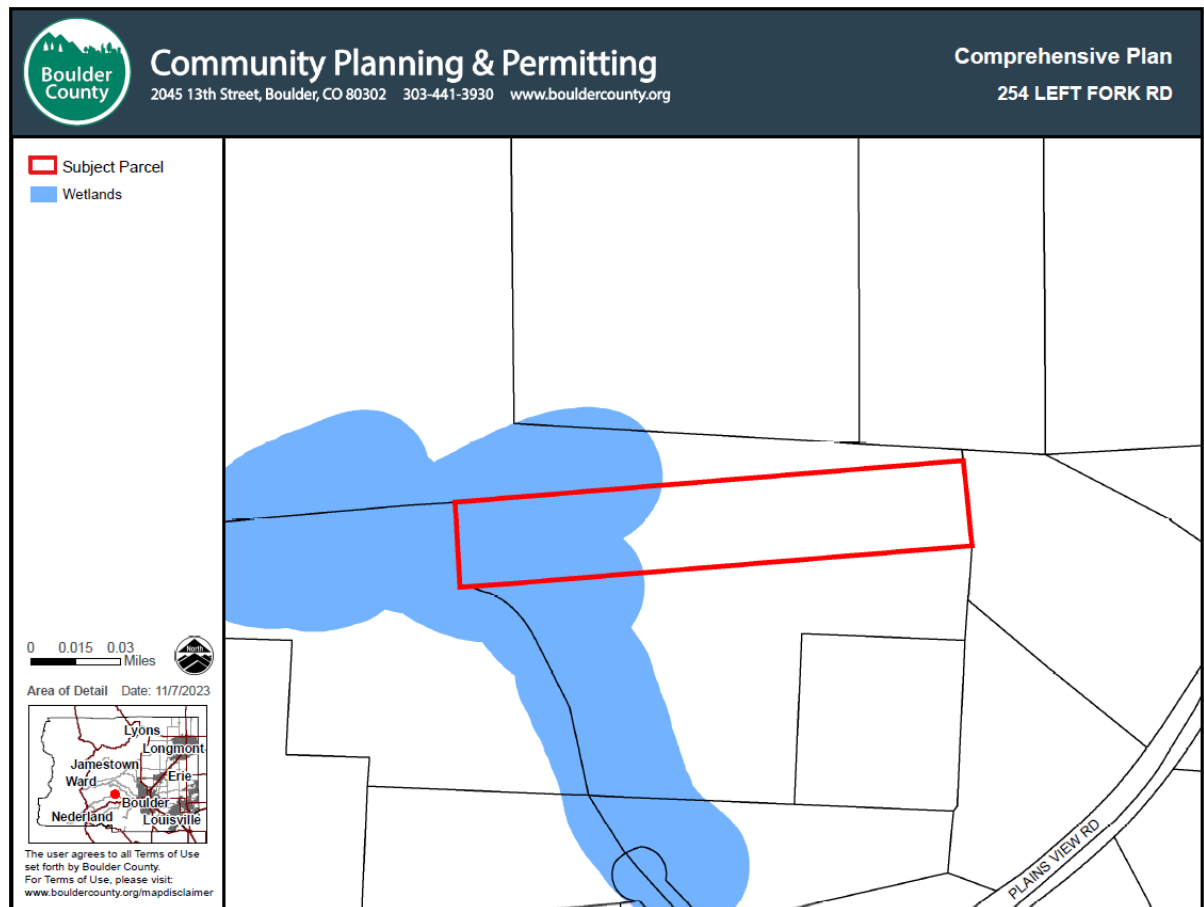 Boulder
County
Community Planning & Permitting
2045 13th Street, Boulder, CO 80302 303-441-3930 www.bouldercounty.org
Comprehensive Plan
254 LEFT FORK RD
Subject Parcel
Wetlands
0 0.015 0.03
Miles
North
Area of Detail Date: 11/7/2023
Lyons
Longmont
Jamestown
Ward
Erie
Boulder
Nederland
Louisville
The user agrees to all Terms of Use
set forth by Boulder County.
For Terms of Use, please visit:
www.bouldercounty.org/mapdisclaimer
PLAINS VIEW RD